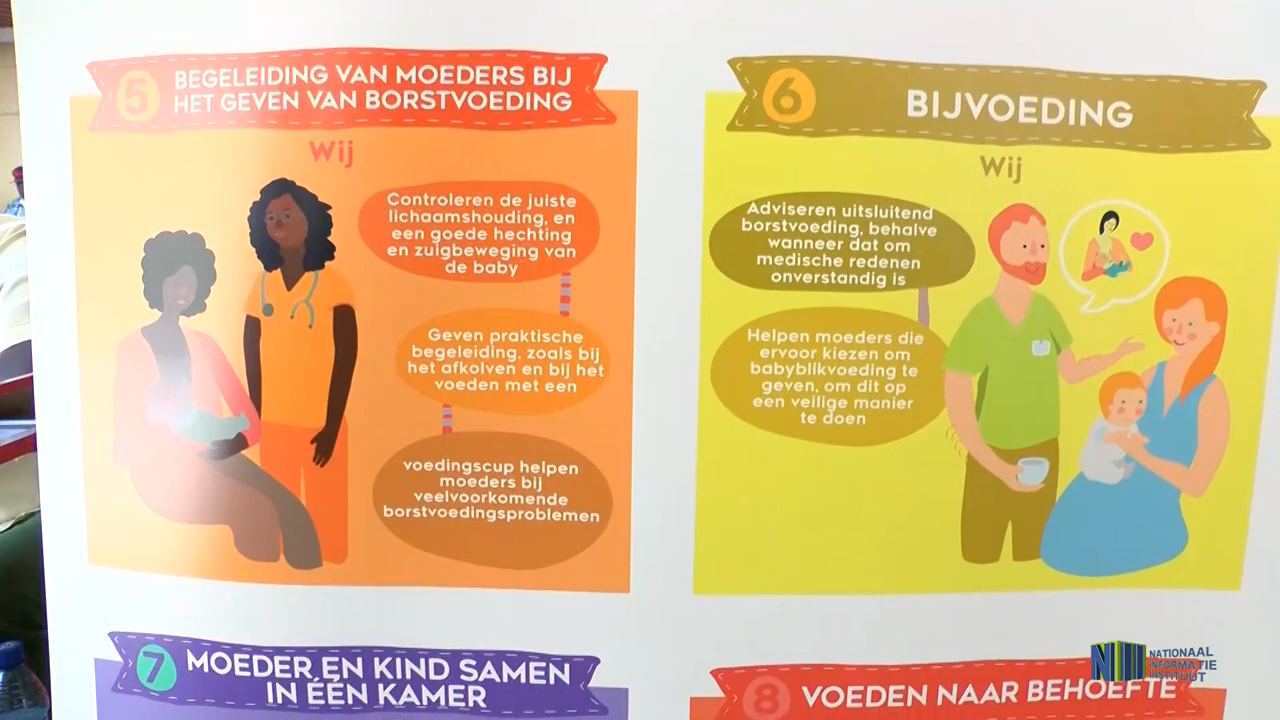 5
BEGELEIDING VAN MOEDERS BIJ
HET GEVEN VAN BORSTVOEDING
Wij
Controleren de juiste
lichaamshouding, en
een goede hechting
en zuigbeweging van
de baby
Geven praktische
begeleiding, zoals bij
het afkolven en bij het
voeden met een
voedingscup helpen
moeders bij
veelvoorkomende
borstvoedingsproblemen
6
BIJVOEDING
Wij
Adviseren uitsluitend
borstvoeding, behalve
wanneer dat om
medische redenen
onverstandig is
Helpen moeders die
ervoor kiezen om
babyblikvoeding te
geven, om dit op
een veilige manier
te doen
7
MOEDER EN KIND SAMEN
IN ÉÉN KAMER
8
VOEDEN NAAR BEHOEFTE
NATIONAAL
INFORMATIE
INSTITUUT